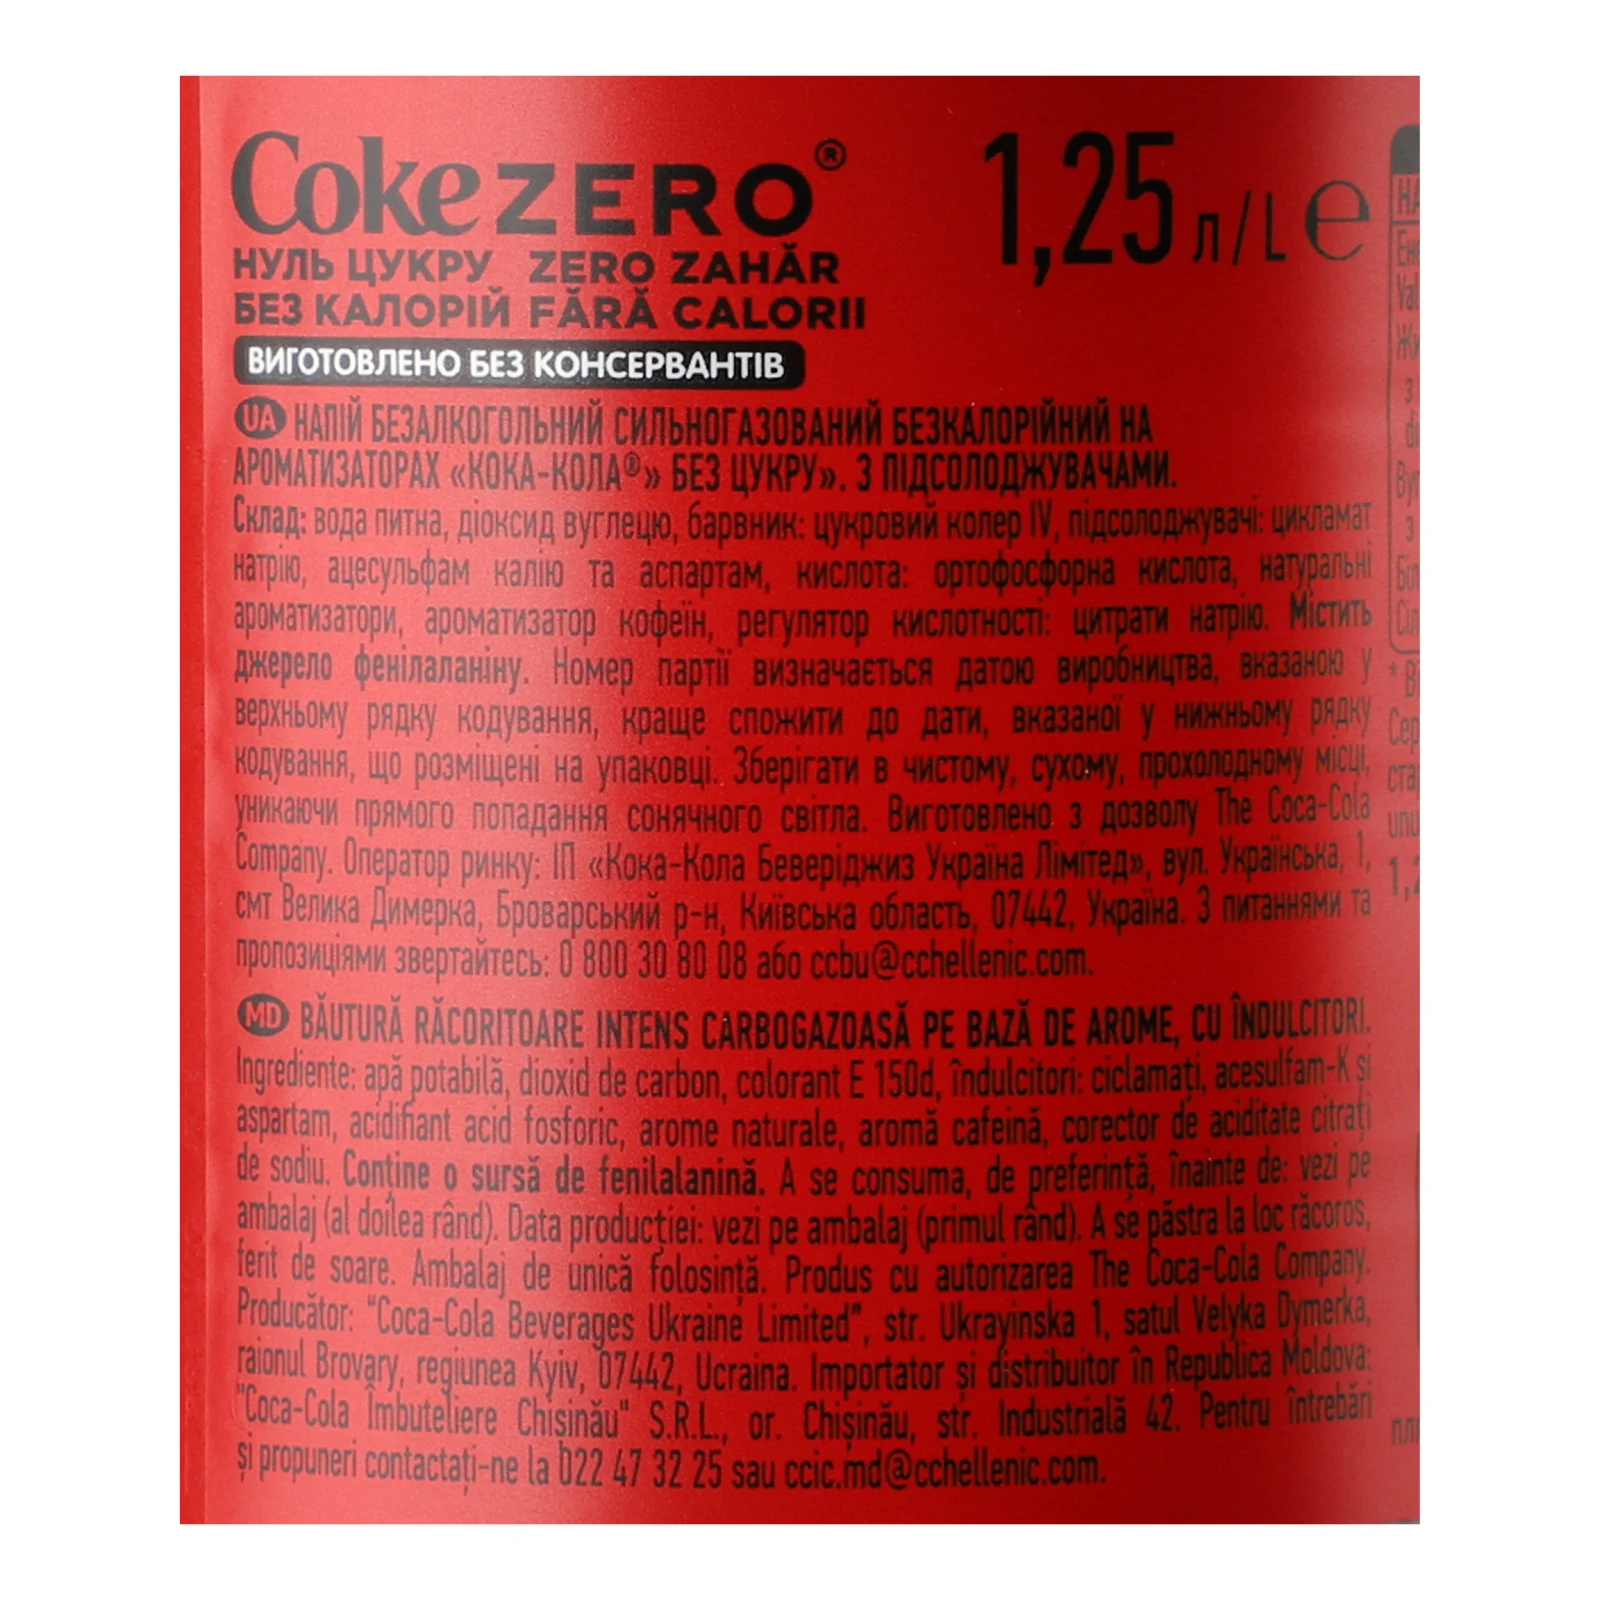 Coke ZERO®
1,25 л/L ℮
НУЛЬ ЦУКРУ ZERO ZAHĂR
БЕЗ КАЛОРІЙ FĂRĂ CALORII
ВИГОТОВЛЕНО БЕЗ КОНСЕРВАНТІВ
UA НАПІЙ БЕЗАЛКОГОЛЬНИЙ СИЛЬНОГАЗОВАНИЙ БЕЗКАЛОРІЙНИЙ НА
АРОМАТИЗАТОРАХ «КОКА-КОЛА®» БЕЗ ЦУКРУ». З ПІДСОЛОДЖУВАЧАМИ.
Склад: вода питна, діоксид вуглецю, барвник: цукровий колер IV, підсолоджувачі: цикламат
натрію, ацесульфам калію та аспартам, кислота: ортофосфорна кислота, натуральні
ароматизатори, ароматизатор кофеїн, регулятор кислотності: цитрати натрію. Містить
джерело фенілаланіну. Номер партії визначається датою виробництва, вказаною у
верхньому рядку кодування, краще спожити до дати, вказаної у нижньому рядку
кодування, що розміщені на упаковці. Зберігати в чистому, сухому, прохолодному місці,
уникаючи прямого попадання сонячного світла. Виготовлено з дозволу The Coca-Cola
Company. Оператор ринку: ІП «Кока-Кола Беверіджиз Україна Лімітед», вул. Українська, 1,
смт Велика Димерка, Броварський р-н, Київська область, 07442, Україна. З питаннями та
пропозиціями звертайтесь: 0 800 30 80 08 або ccbu@cchellenic.com.
MD BĂUTURĂ RĂCORITOARE INTENS CARBOGAZOASĂ PE BAZĂ DE AROME, CU ÎNDULCITORI.
Ingrediente: apă potabilă, dioxid de carbon, colorant E 150d, îndulcitori: ciclamați, acesulfam-K și
aspartam, acidifiant acid fosforic, arome naturale, aromă cafeină, corector de aciditate citrați
de sodiu. Conține o sursă de fenilalanină. A se consuma, de preferință, înainte de: vezi pe
ambalaj (al doilea rând). Data producției: vezi pe ambalaj (primul rând). A se păstra la loc răcoros,
ferit de soare. Ambalaj de unică folosință. Produs cu autorizarea The Coca-Cola Company.
Producător: "Coca-Cola Beverages Ukraine Limited", str. Ukrayinska 1, satul Velyka Dymerka,
raionul Brovary, regiunea Kyiv, 07442, Ucraina. Importator și distribuitor în Republica Moldova:
"Coca-Cola Îmbuteliere Chișinău" S.R.L., or. Chișinău, str. Industrială 42. Pentru întrebări
și propuneri contactați-ne la 022 47 32 25 sau ccic.md@cchellenic.com.